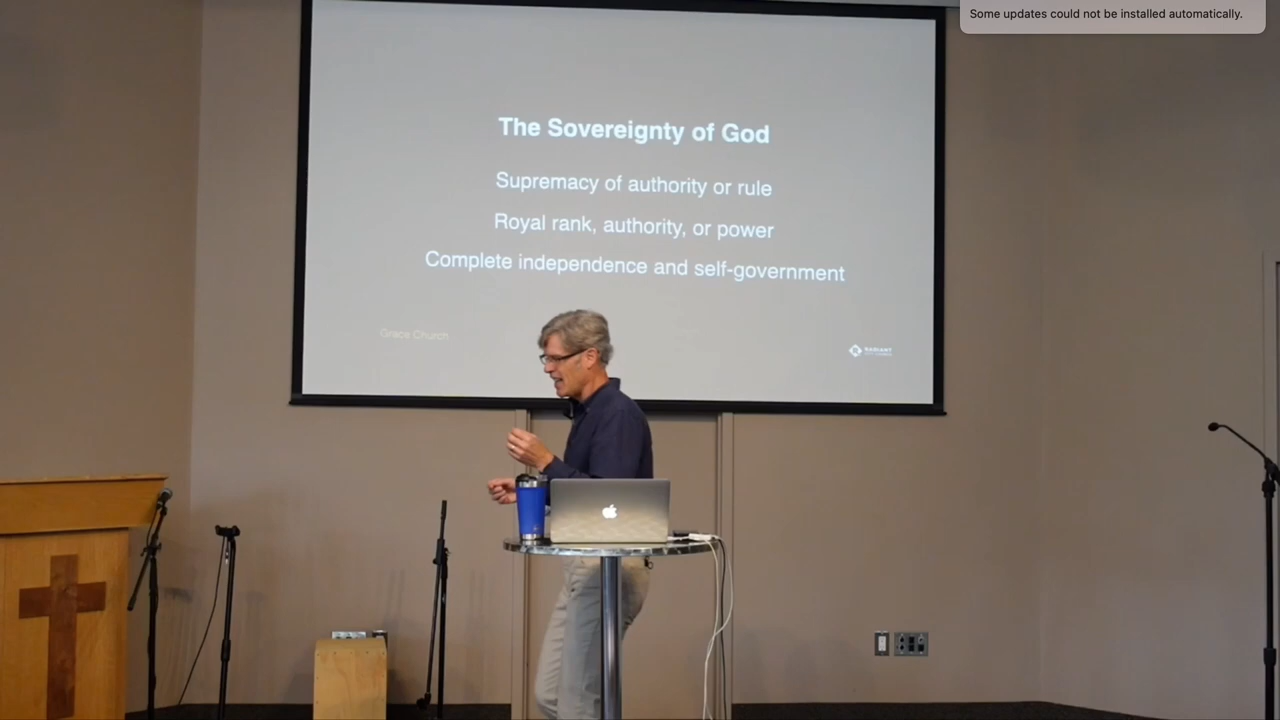 Some updates could not be installed automatically.
The Sovereignty of God
Supremacy of authority or rule
Royal rank, authority, or power
Complete independence and self-government
Grace Church
RADIANT